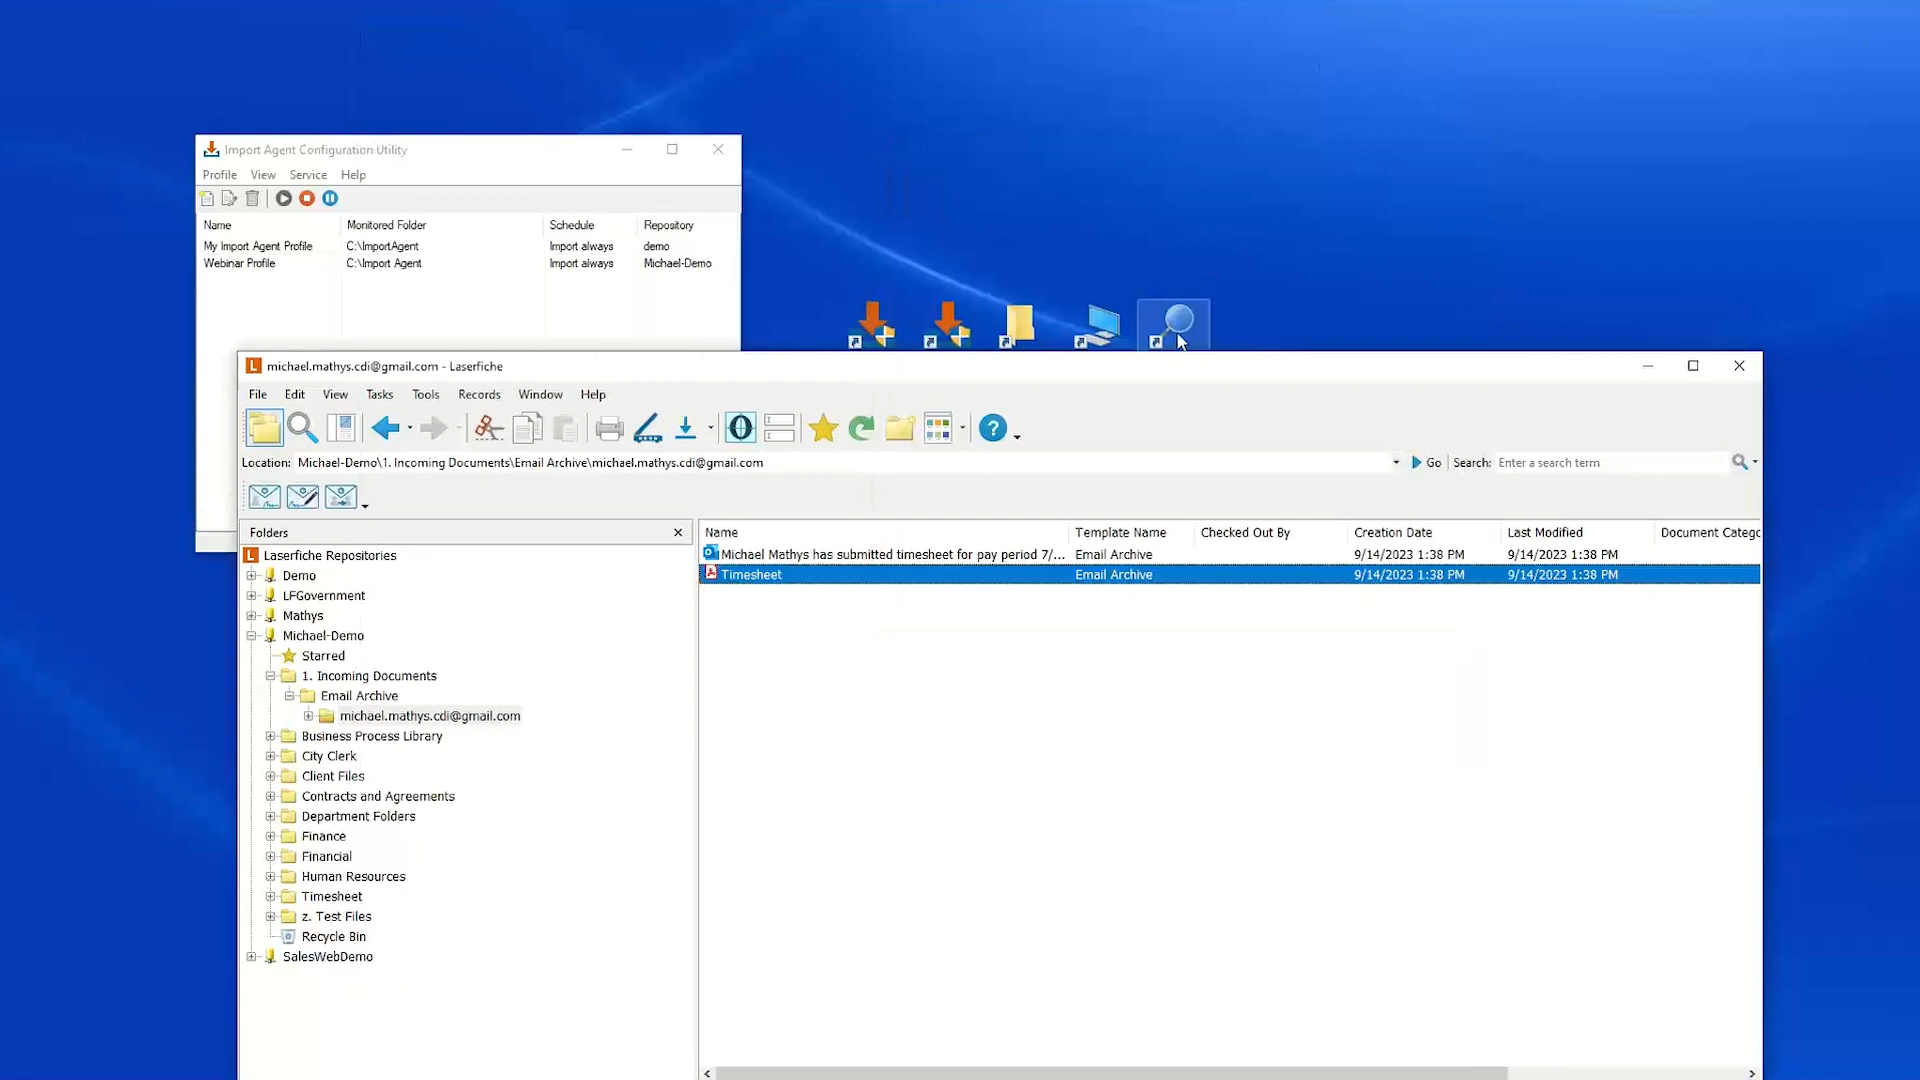 Import Agent Configuration Utility
Profile View Service Help
Name Monitored Folder Schedule Repository
My Import Agent Profile C:\ImportAgent Import always demo
Webinar Profile C:\Import Agent Import always Michael-Demo
michael.mathys.cdi@gmail.com - Laserfiche
File Edit View Tasks Tools Records Window Help
Location: Michael-Demo\1. Incoming Documents\Email Archive\michael.mathys.cdi@gmail.com Go Search: Enter a search term
Folders
Laserfiche Repositories
Demo
LFGovernment
Mathys
Michael-Demo
Starred
1. Incoming Documents
Email Archive
michael.mathys.cdi@gmail.com
Business Process Library
City Clerk
Client Files
Contracts and Agreements
Department Folders
Finance
Financial
Human Resources
Timesheet
z. Test Files
Recycle Bin
SalesWebDemo
Name Template Name Checked Out By Creation Date Last Modified Document Catego
Michael Mathys has submitted timesheet for pay period 7/... Email Archive 9/14/2023 1:38 PM 9/14/2023 1:38 PM
Timesheet Email Archive 9/14/2023 1:38 PM 9/14/2023 1:38 PM